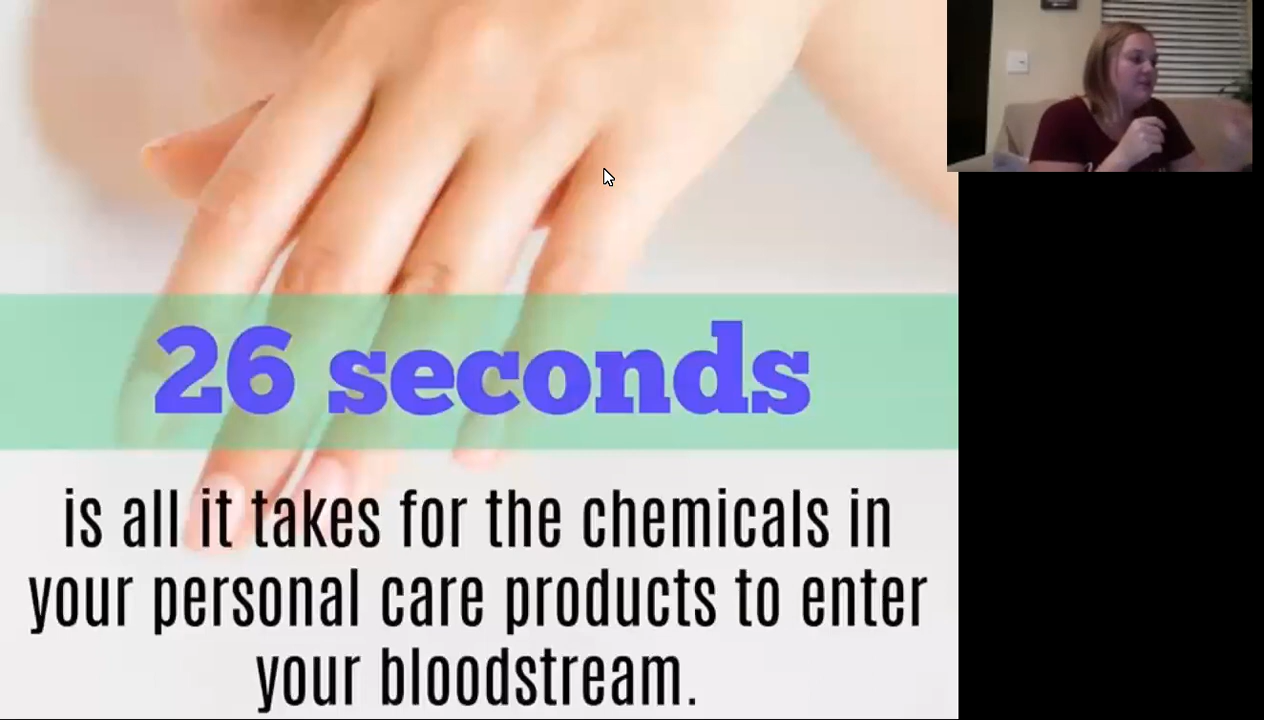 26 seconds
is all it takes for the chemicals in
your personal care products to enter
your bloodstream.